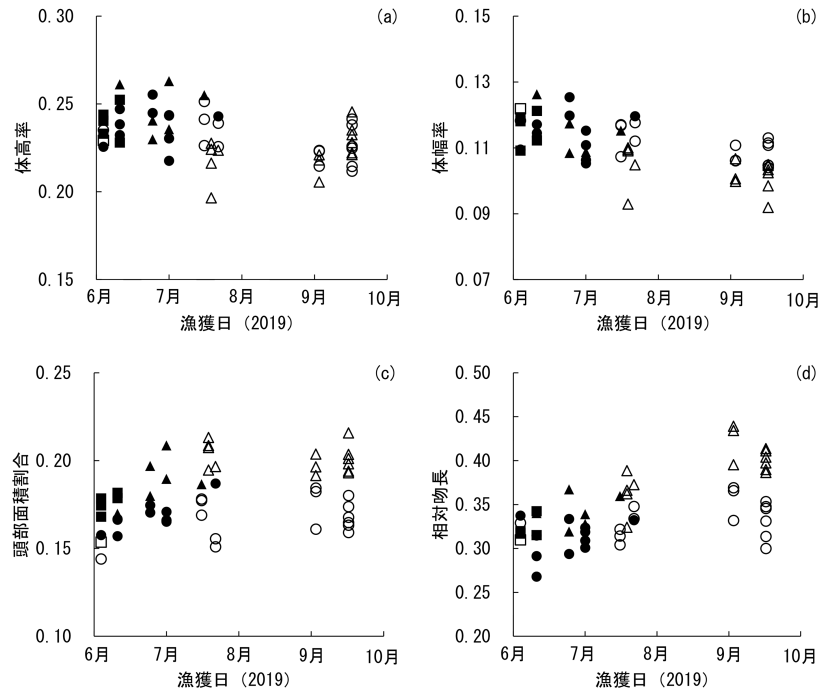 (a)
0.30
0.25
0.20
0.15
体高率
6月 7月 8月 9月 10月
漁獲日（2019）
(b)
0.15
0.13
0.11
0.09
0.07
体幅率
6月 7月 8月 9月 10月
漁獲日（2019）
(c)
0.25
0.20
0.15
0.10
頭部面積割合
6月 7月 8月 9月 10月
漁獲日（2019）
(d)
0.50
0.45
0.40
0.35
0.30
0.25
0.20
相対吻長
6月 7月 8月 9月 10月
漁獲日（2019）